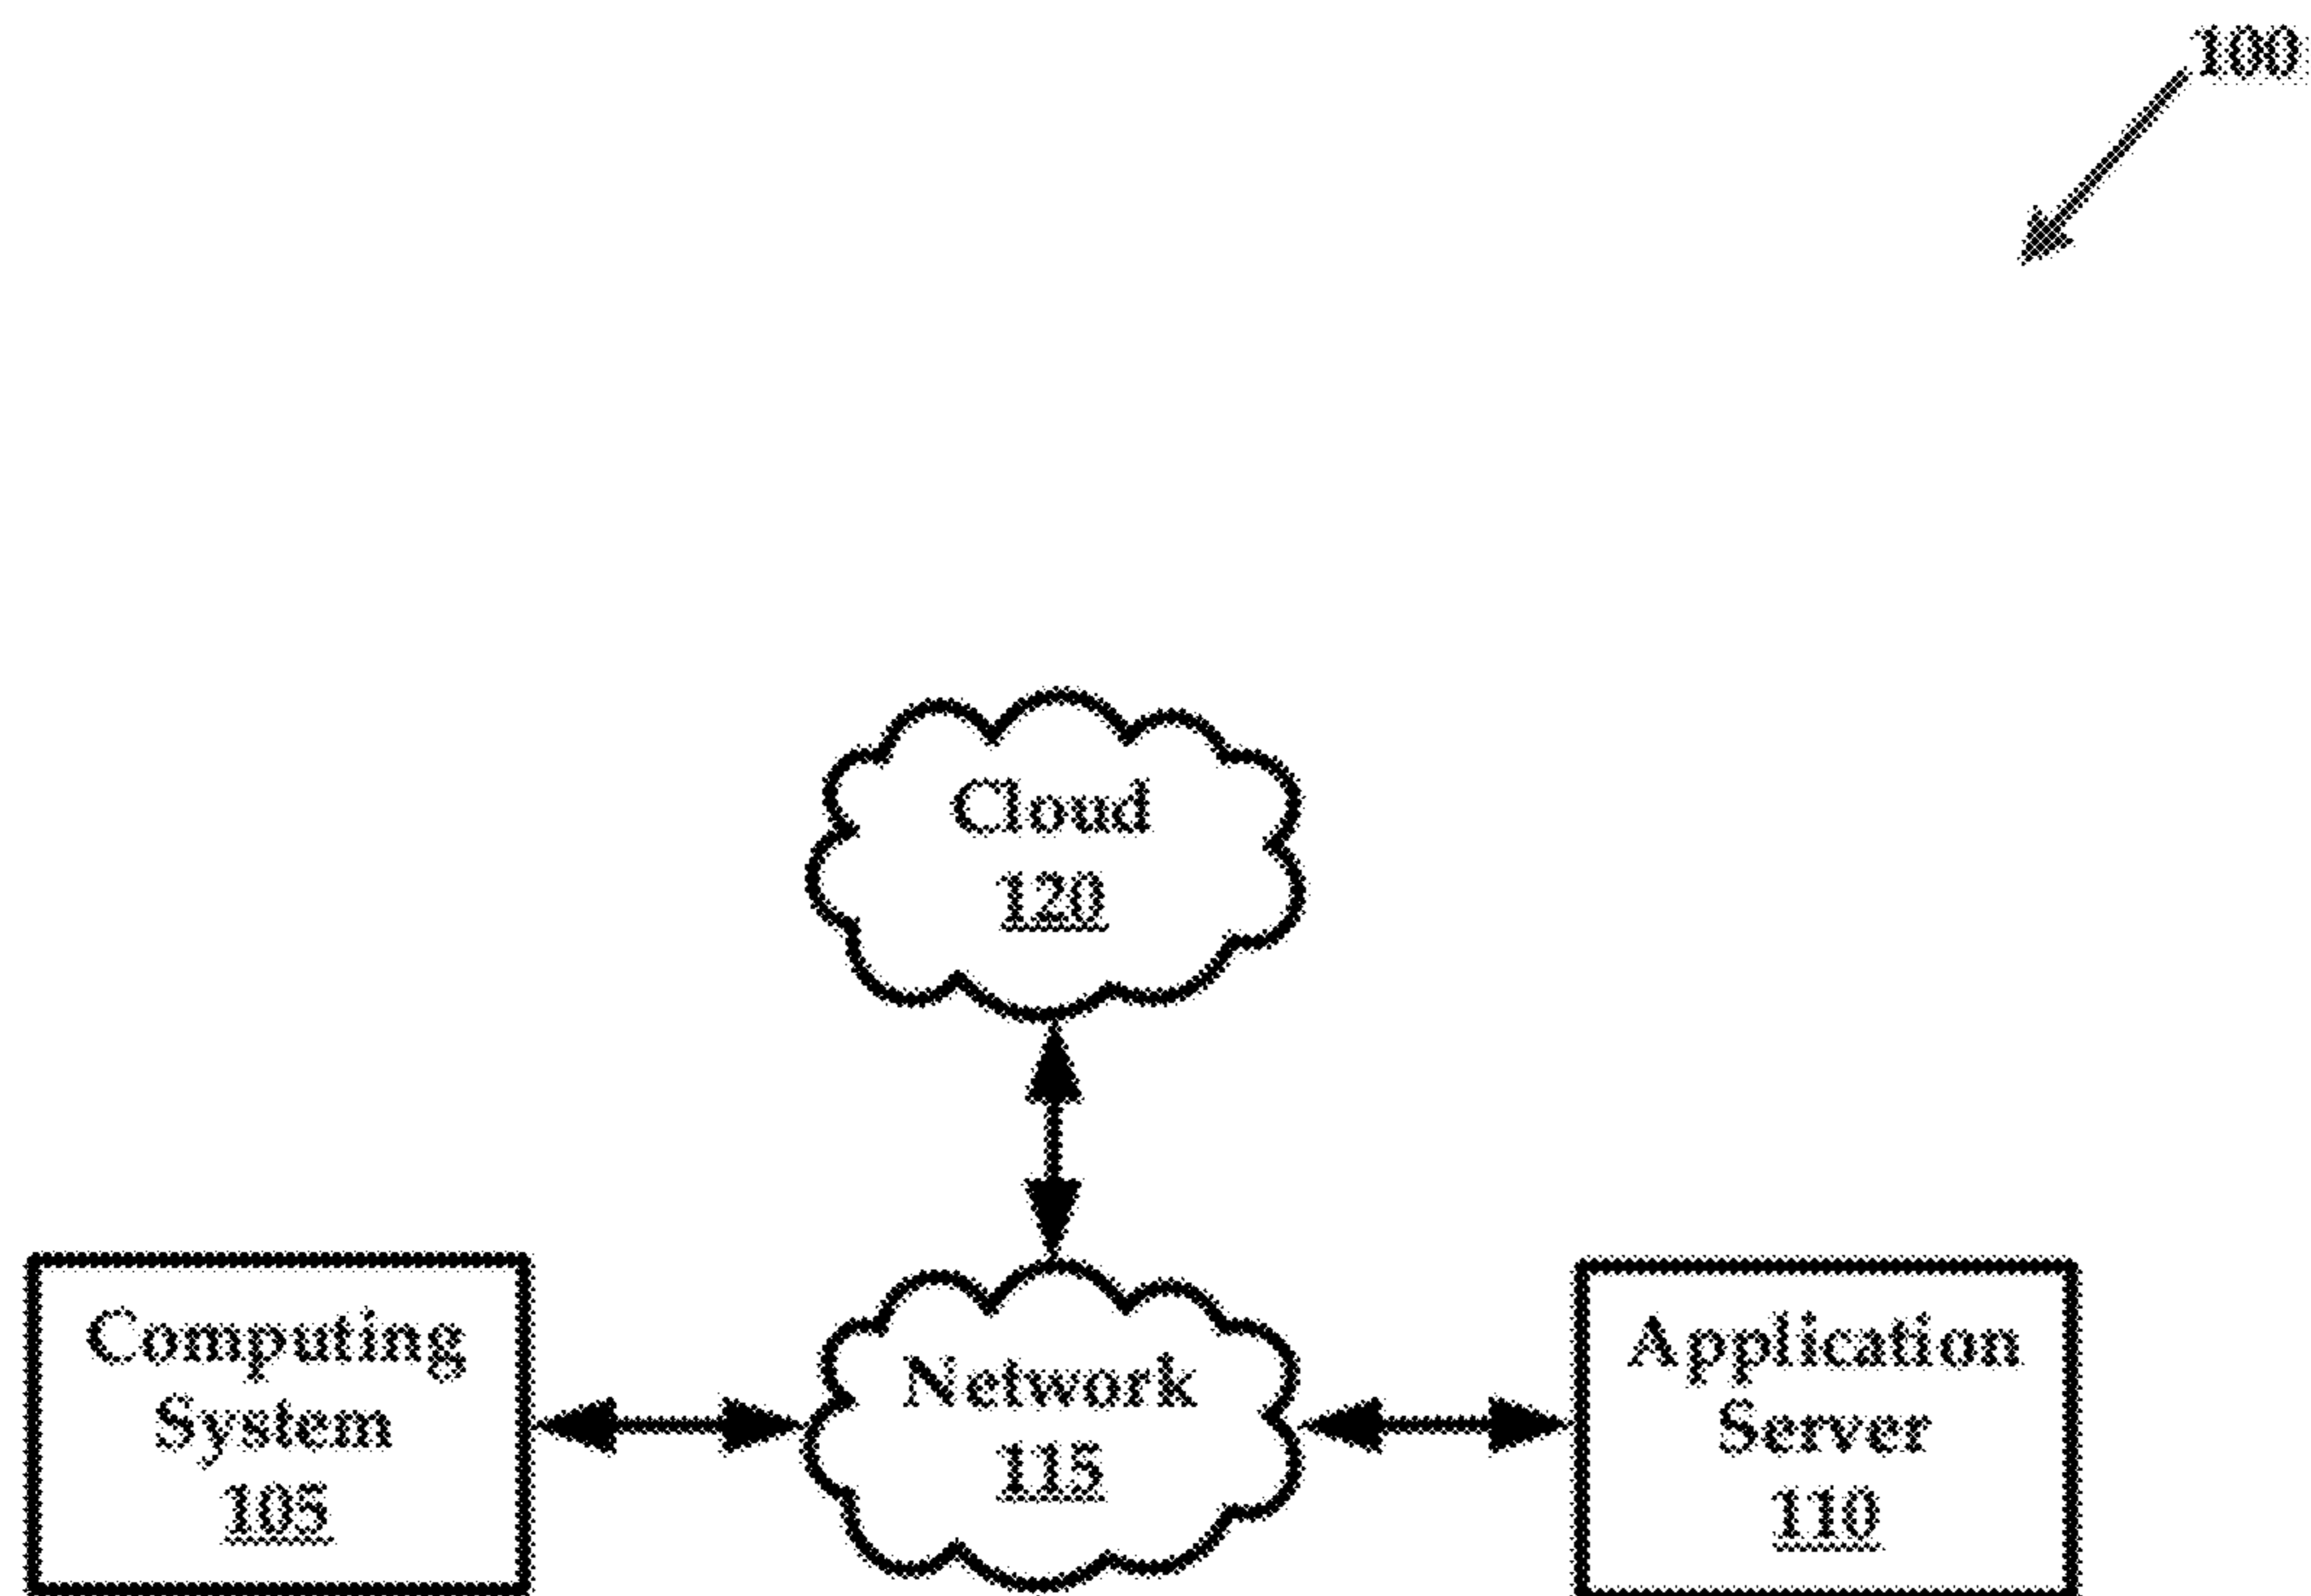 100
Cloud
120
Computing
System
105
Network
115
Application
Server
110